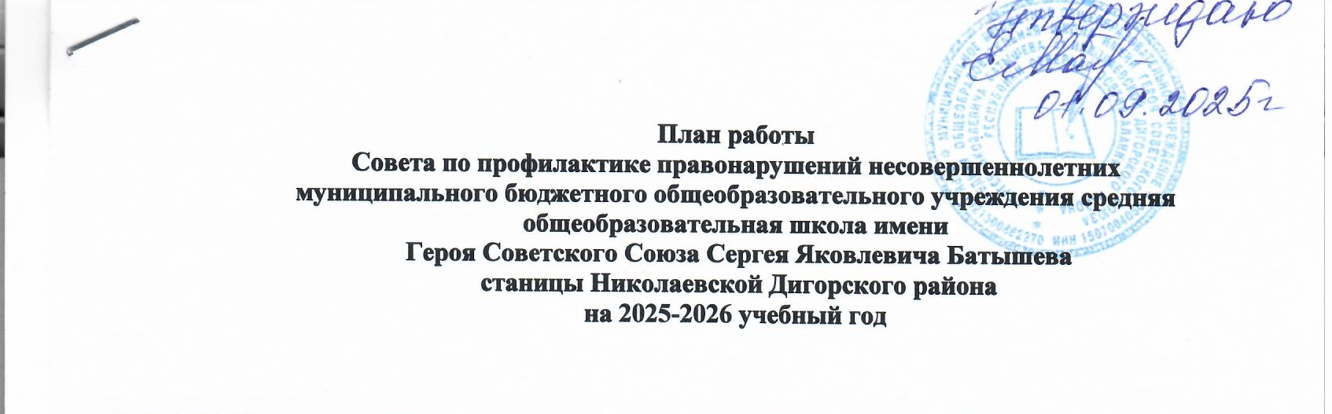 Утверждаю
01.09.2025г
План работы
Совета по профилактике правонарушений несовершеннолетних
муниципального бюджетного общеобразовательного учреждения средняя
общеобразовательная школа имени
Героя Советского Союза Сергея Яковлевича Батышева
станицы Николаевской Дигорского района
на 2025-2026 учебный год